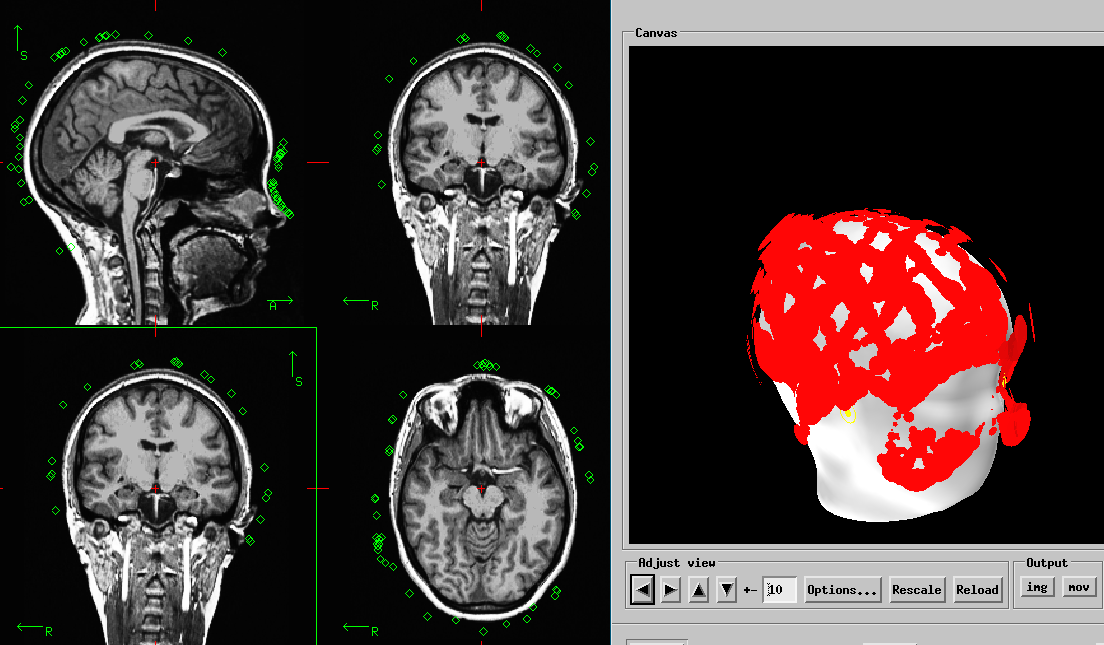 Canvas
S
A
R
S
R
R
Adjust view
Output
+- 10 Options... Rescale Reload
img mov